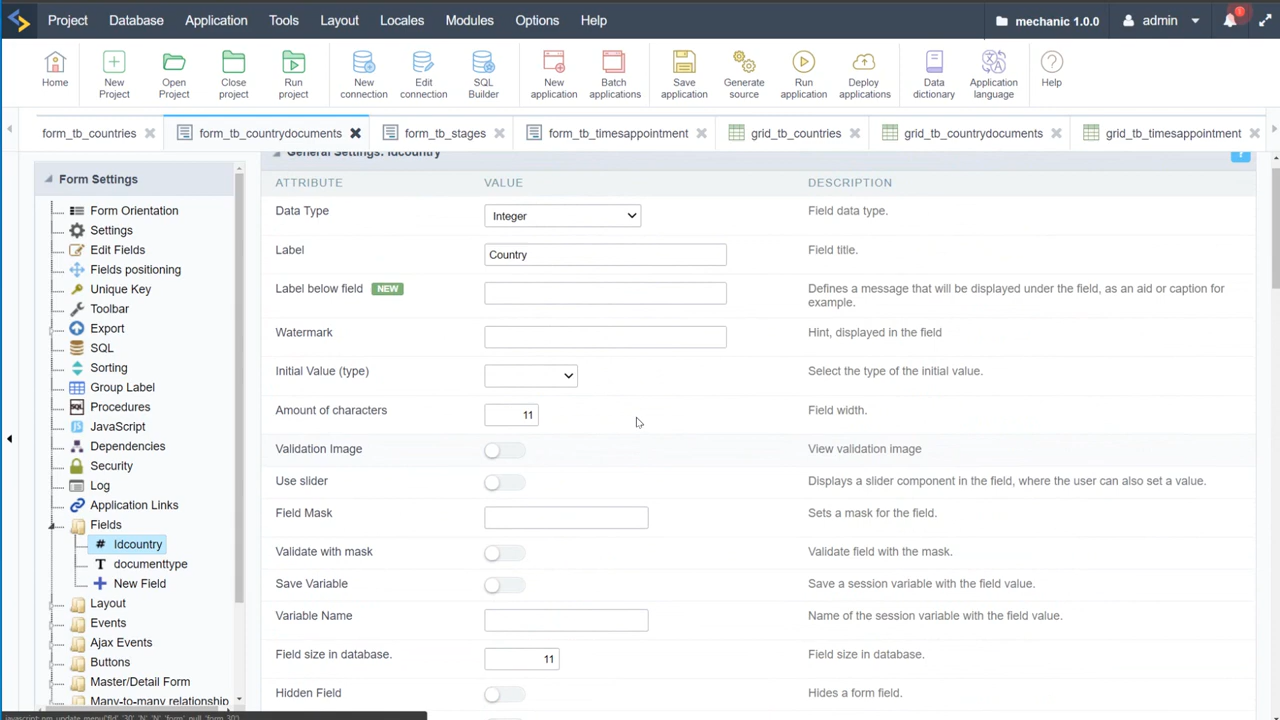 Project Database Application Tools Layout Locales Modules Options Help mechanic 1.0.0 admin 1
Home New Project Open Project Close project Run project New connection Edit connection SQL Builder New application Batch applications Save application Generate source Run application Deploy applications Data dictionary Application language Help
form_tb_countries form_tb_countrydocuments form_tb_stages form_tb_timesappointment grid_tb_countries grid_tb_countrydocuments grid_tb_timesappointment
General Settings: Idcountry ?
Form Settings
Form Orientation
Settings
Edit Fields
Fields positioning
Unique Key
Toolbar
Export
SQL
Sorting
Group Label
Procedures
JavaScript
Dependencies
Security
Log
Application Links
Fields
# Idcountry
T documenttype
New Field
Layout
Events
Ajax Events
Buttons
Master/Detail Form
Many-to-many relationship
ATTRIBUTE VALUE DESCRIPTION
Data Type Integer Field data type.
Label Country Field title.
Label below field NEW Defines a message that will be displayed under the field, as an aid or caption for
example.
Watermark Hint, displayed in the field
Initial Value (type) Select the type of the initial value.
Amount of characters 11 Field width.
Validation Image View validation image
Use slider Displays a slider component in the field, where the user can also set a value.
Field Mask Sets a mask for the field.
Validate with mask Validate field with the mask.
Save Variable Save a session variable with the field value.
Variable Name Name of the session variable with the field value.
Field size in database. 11 Field size in database.
Hidden Field Hides a form field.